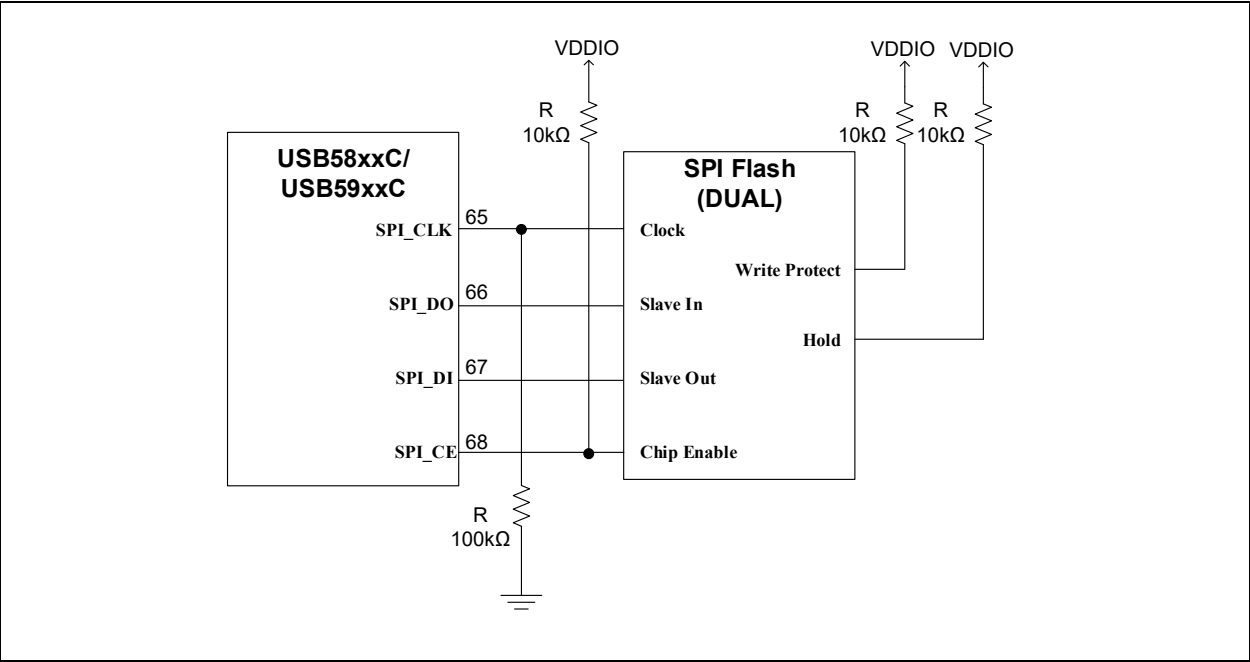 VDDIO
VDDIO VDDIO
R
10kΩ
R
10kΩ
R
10kΩ
USB58xxC/
USB59xxC
SPI Flash
(DUAL)
SPI_CLK
65
Clock
Write Protect
SPI_DO
66
Slave In
Hold
SPI_DI
67
Slave Out
SPI_CE
68
Chip Enable
R
100kΩ